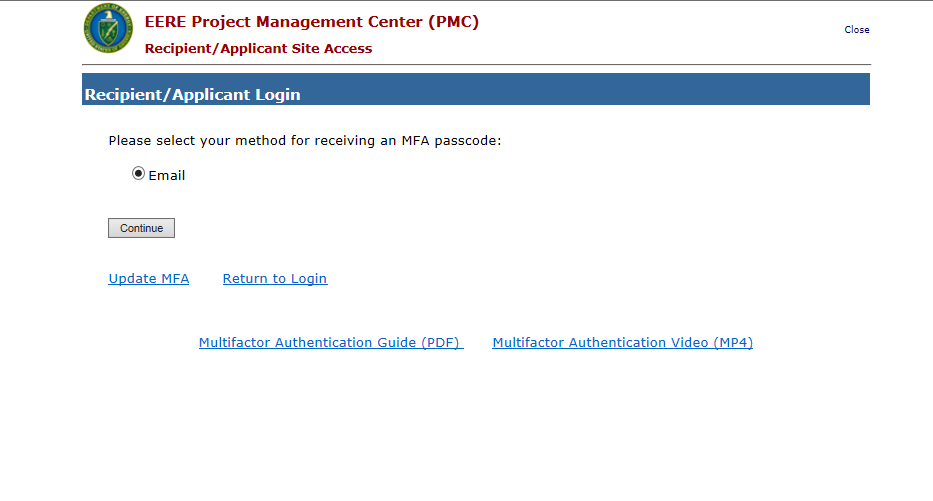 EERE Project Management Center (PMC)
Close
Recipient/Applicant Site Access
Recipient/Applicant Login
Please select your method for receiving an MFA passcode:
Email
Continue
Update MFA Return to Login
Multifactor Authentication Guide (PDF) Multifactor Authentication Video (MP4)